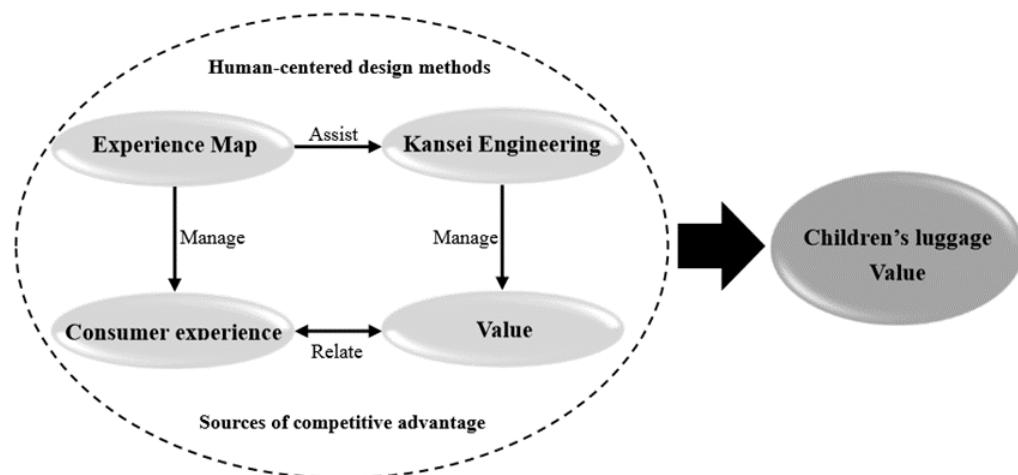 Human-centered design methods
Experience Map
Assist
Kansei Engineering
Manage
Manage
Children's luggage
Value
Consumer experience
Relate
Value
Sources of competitive advantage